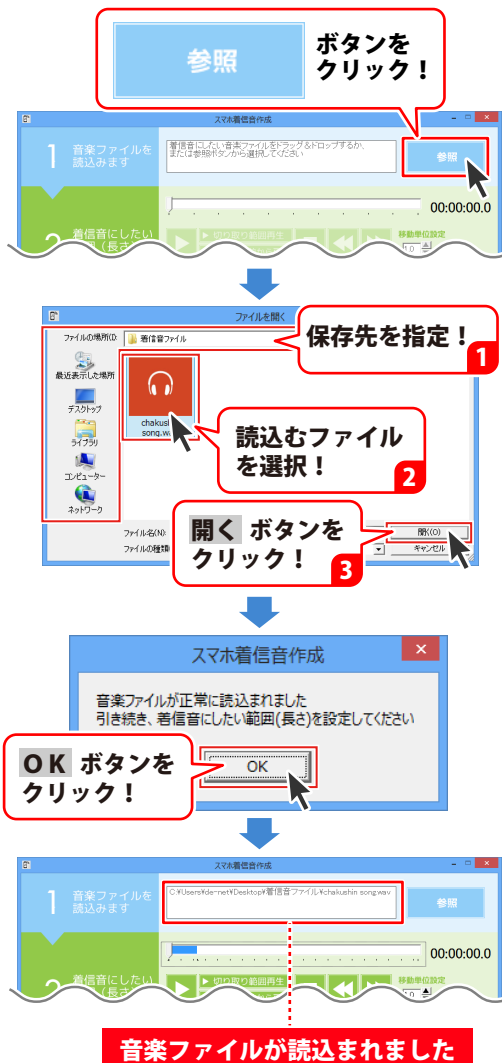 参照
ボタンを
クリック！
スマホ着信音作成
1 音楽ファイルを
読込みます
着信音にしたい音楽ファイルをドラッグ&ドロップするか、
または参照ボタンから選択してください
参照
00:00:00.0
着信音にしたい
切り取り範囲再生
移動単位設定
ファイルを開く
ファイルの場所(I):
着信音ファイル
保存先を指定！
1
最近表示した場所
デスクトップ
ライブラリ
コンピューター
ネットワーク
読込むファイル
を選択！
2
ファイル名(N):
ファイルの種類
開く ボタンを
クリック！
3
開く(O)
キャンセル
スマホ着信音作成
音楽ファイルが正常に読込まれました
引き続き、着信音にしたい範囲(長さ)を設定してください
OK ボタンを
クリック！
OK
スマホ着信音作成
1 音楽ファイルを
読込みます
C:¥Users¥de-net¥Desktop¥着信音ファイル¥chakushin song.wav
参照
00:00:00.0
着信音にしたい
切り取り範囲再生
移動単位設定
音楽ファイルが読込まれました